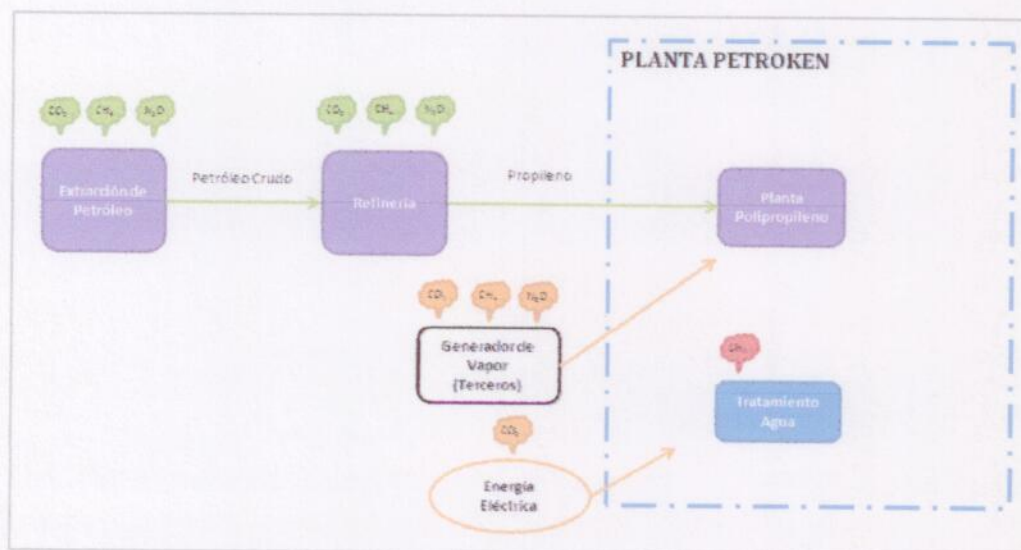 PLANTA PETROKEN
CO₂ CH₄ N₂O
CO₂ CH₄ N₂O
Extracción de
Petróleo
Petróleo Crudo
Refinería
Propileno
Planta
Polipropileno
CO₂ CH₄ N₂O
Generador de
Vapor
(Terceros)
CH₄
Tratamiento
Agua
CO₂
Energía
Eléctrica